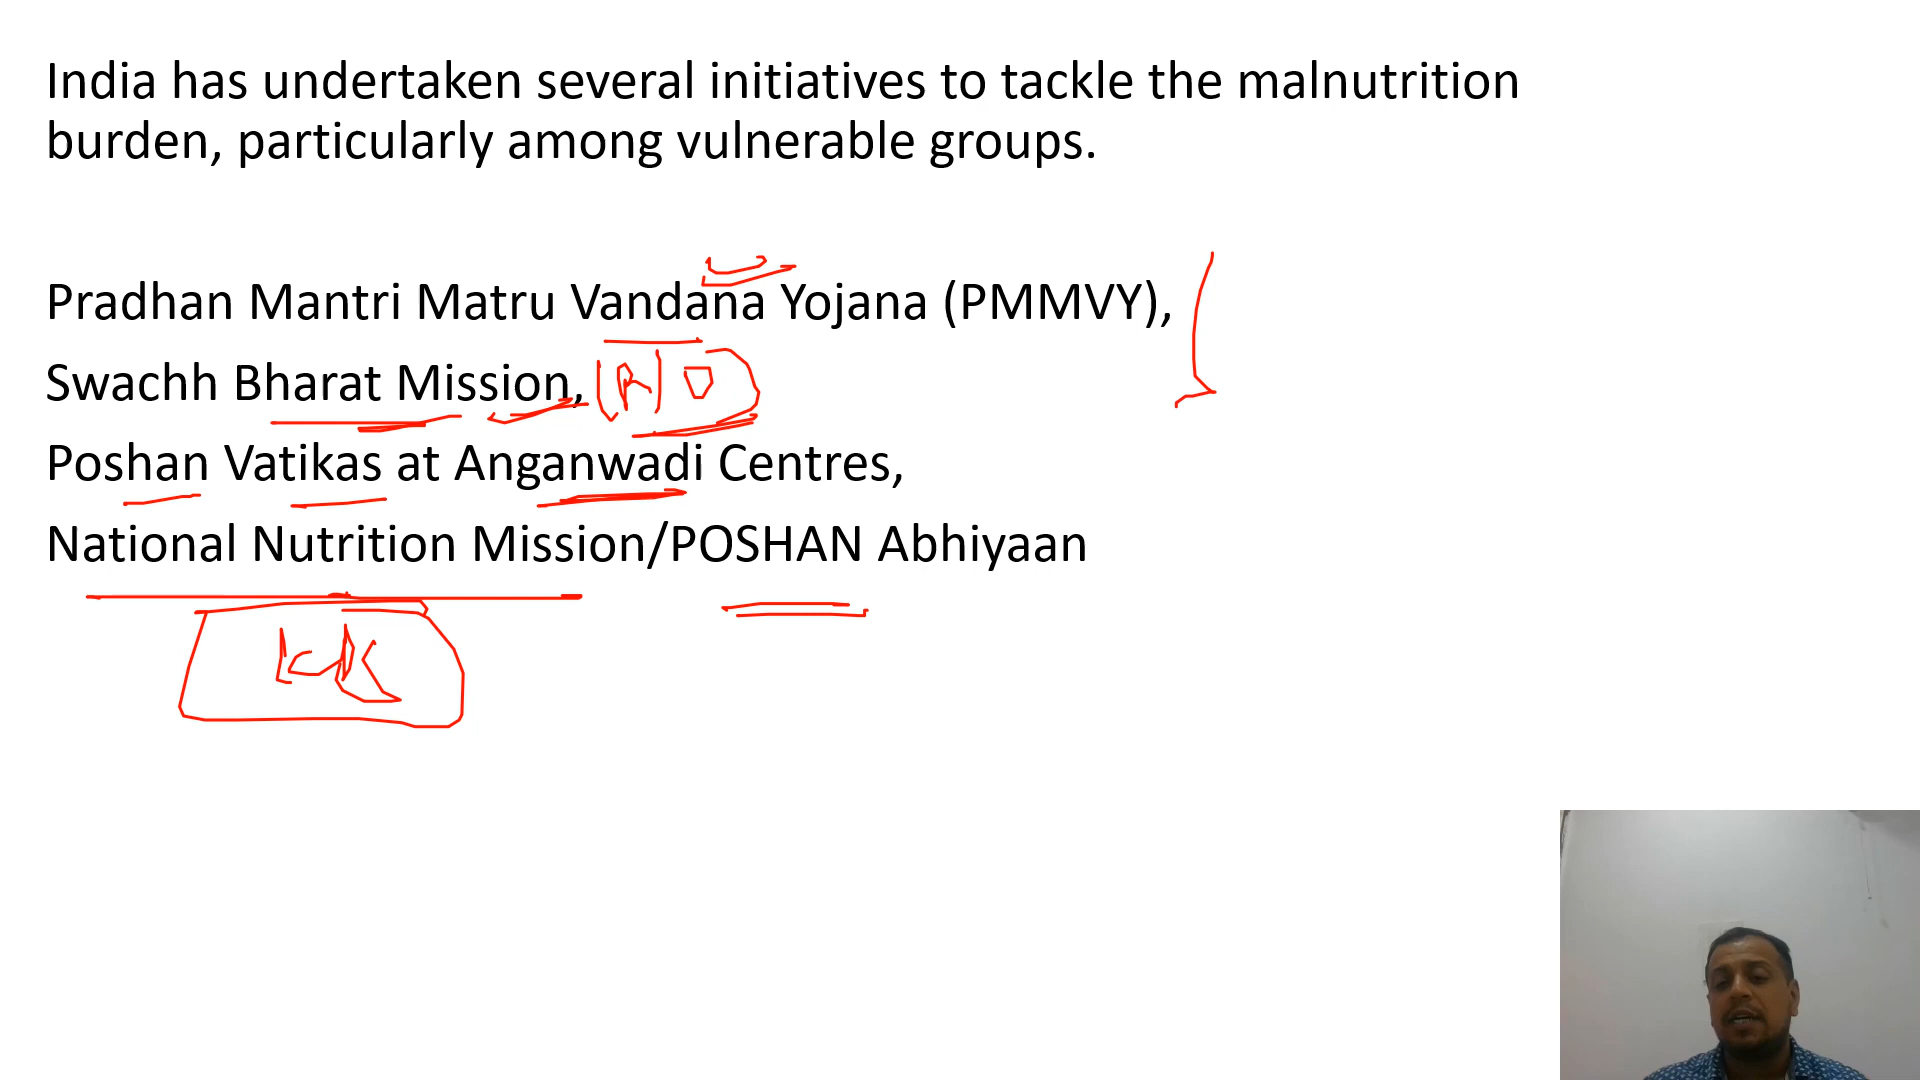 India has undertaken several initiatives to tackle the malnutrition
burden, particularly among vulnerable groups.
Pradhan Mantri Matru Vandana Yojana (PMMVY),
Swachh Bharat Mission,
Poshan Vatikas at Anganwadi Centres,
National Nutrition Mission/POSHAN Abhiyaan